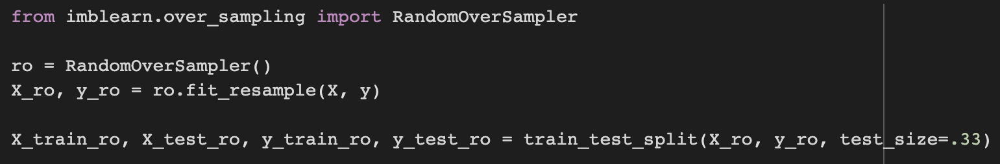 from imblearn.over_sampling import RandomOverSampler
ro = RandomOverSampler()
X_ro, y_ro = ro.fit_resample(X, y)
X_train_ro, X_test_ro, y_train_ro, y_test_ro = train_test_split(X_ro, y_ro, test_size=.33)